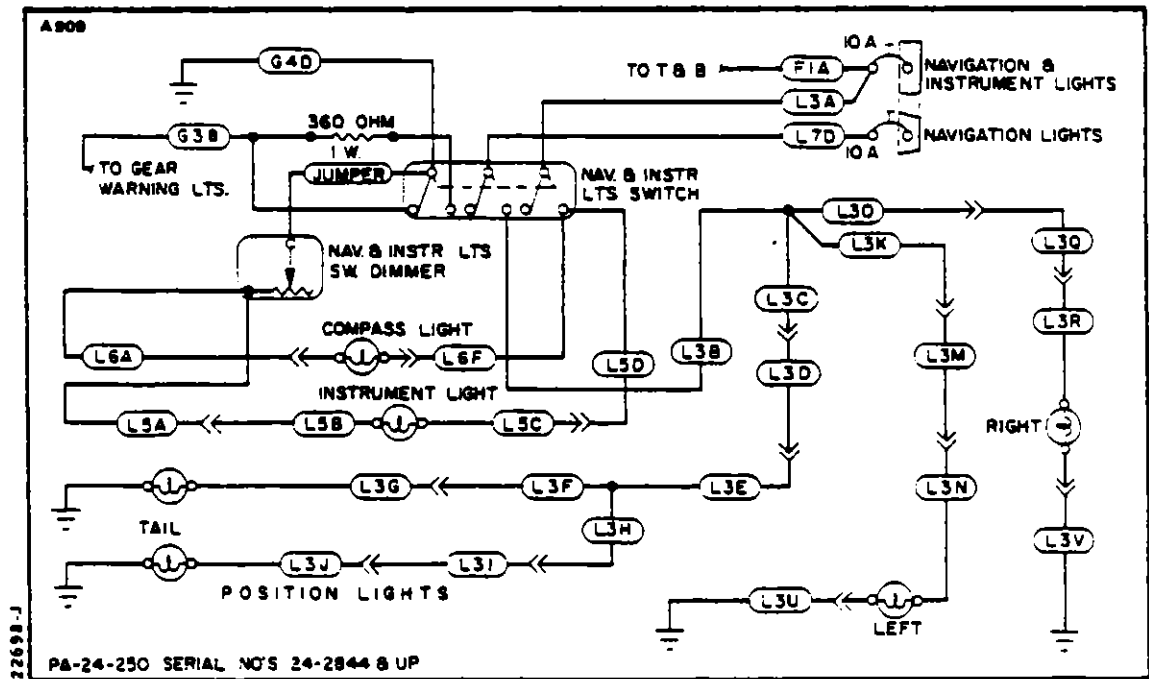 A909
G4D
10 A
TO T & B
F1A
NAVIGATION &
INSTRUMENT LIGHTS
L3A
360 OHM
G3B
1 W.
L7D
NAVIGATION LIGHTS
10 A
TO GEAR
WARNING LTS.
JUMPER
NAV. & INSTR
LTS SWITCH
L3O
L3K
L3Q
NAV. & INSTR LTS
SW. DIMMER
L3C
L3R
COMPASS LIGHT
L6A
L6F
L5D
L3B
L3D
L3M
INSTRUMENT LIGHT
L5A
L5B
L5C
RIGHT
L3G
L3F
L3E
L3N
TAIL
L3H
L3V
L3J
L3I
POSITION LIGHTS
L3U
LEFT
22698-J
PA-24-250 SERIAL NO'S 24-2844 & UP